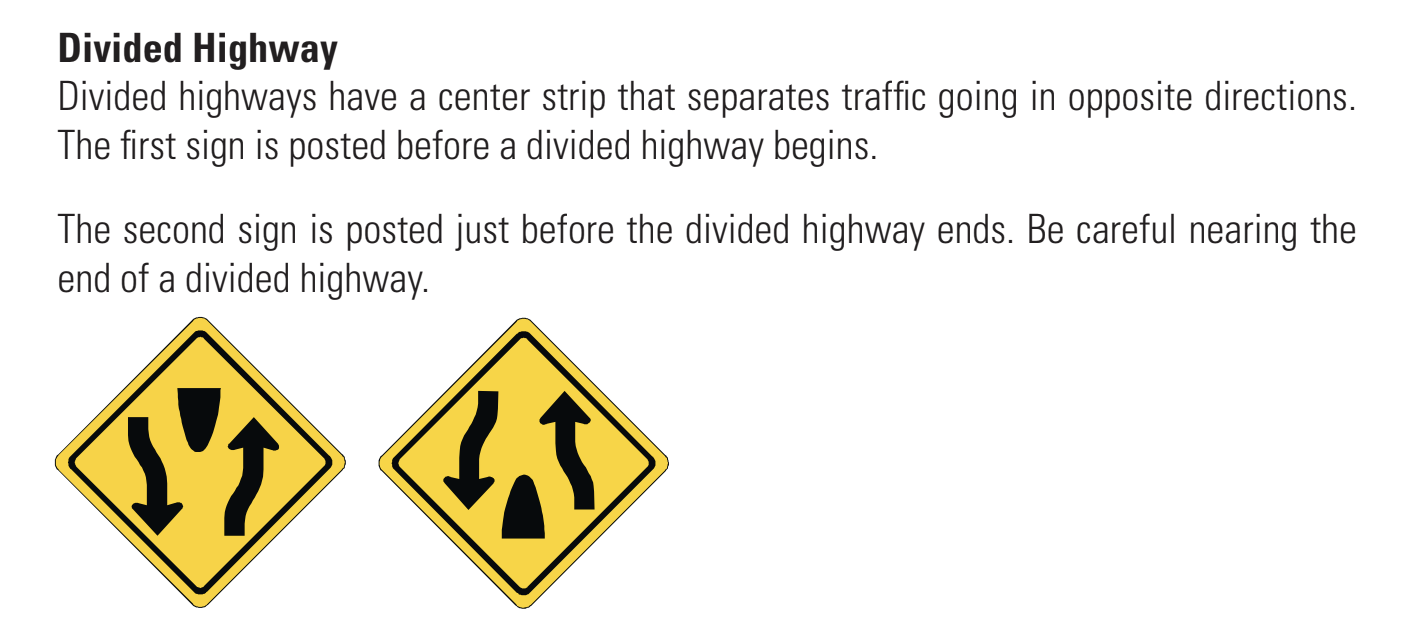 Divided Highway
Divided highways have a center strip that separates traffic going in opposite directions.
The first sign is posted before a divided highway begins.
The second sign is posted just before the divided highway ends. Be careful nearing the
end of a divided highway.